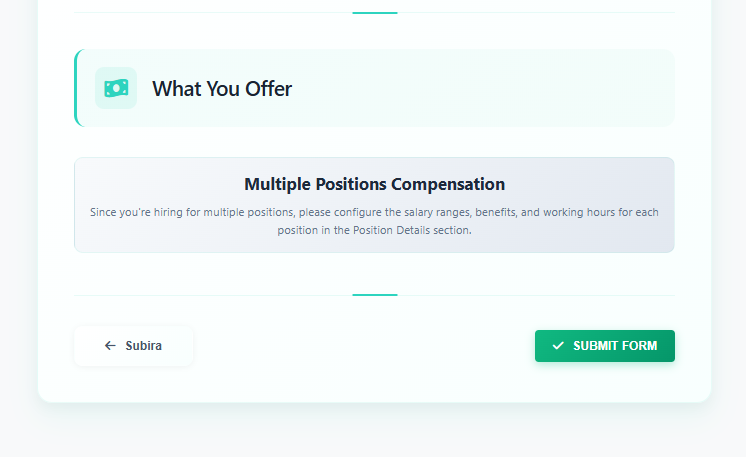 What You Offer
Multiple Positions Compensation
Since you're hiring for multiple positions, please configure the salary ranges, benefits, and working hours for each
position in the Position Details section.
Subira
SUBMIT FORM